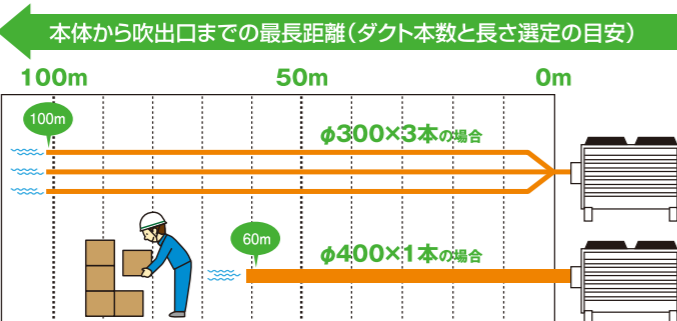 本体から吹出口までの最長距離(ダクト本数と長さ選定の目安)
100m 50m 0m
100m
φ300×3本の場合
60m
φ400×1本の場合